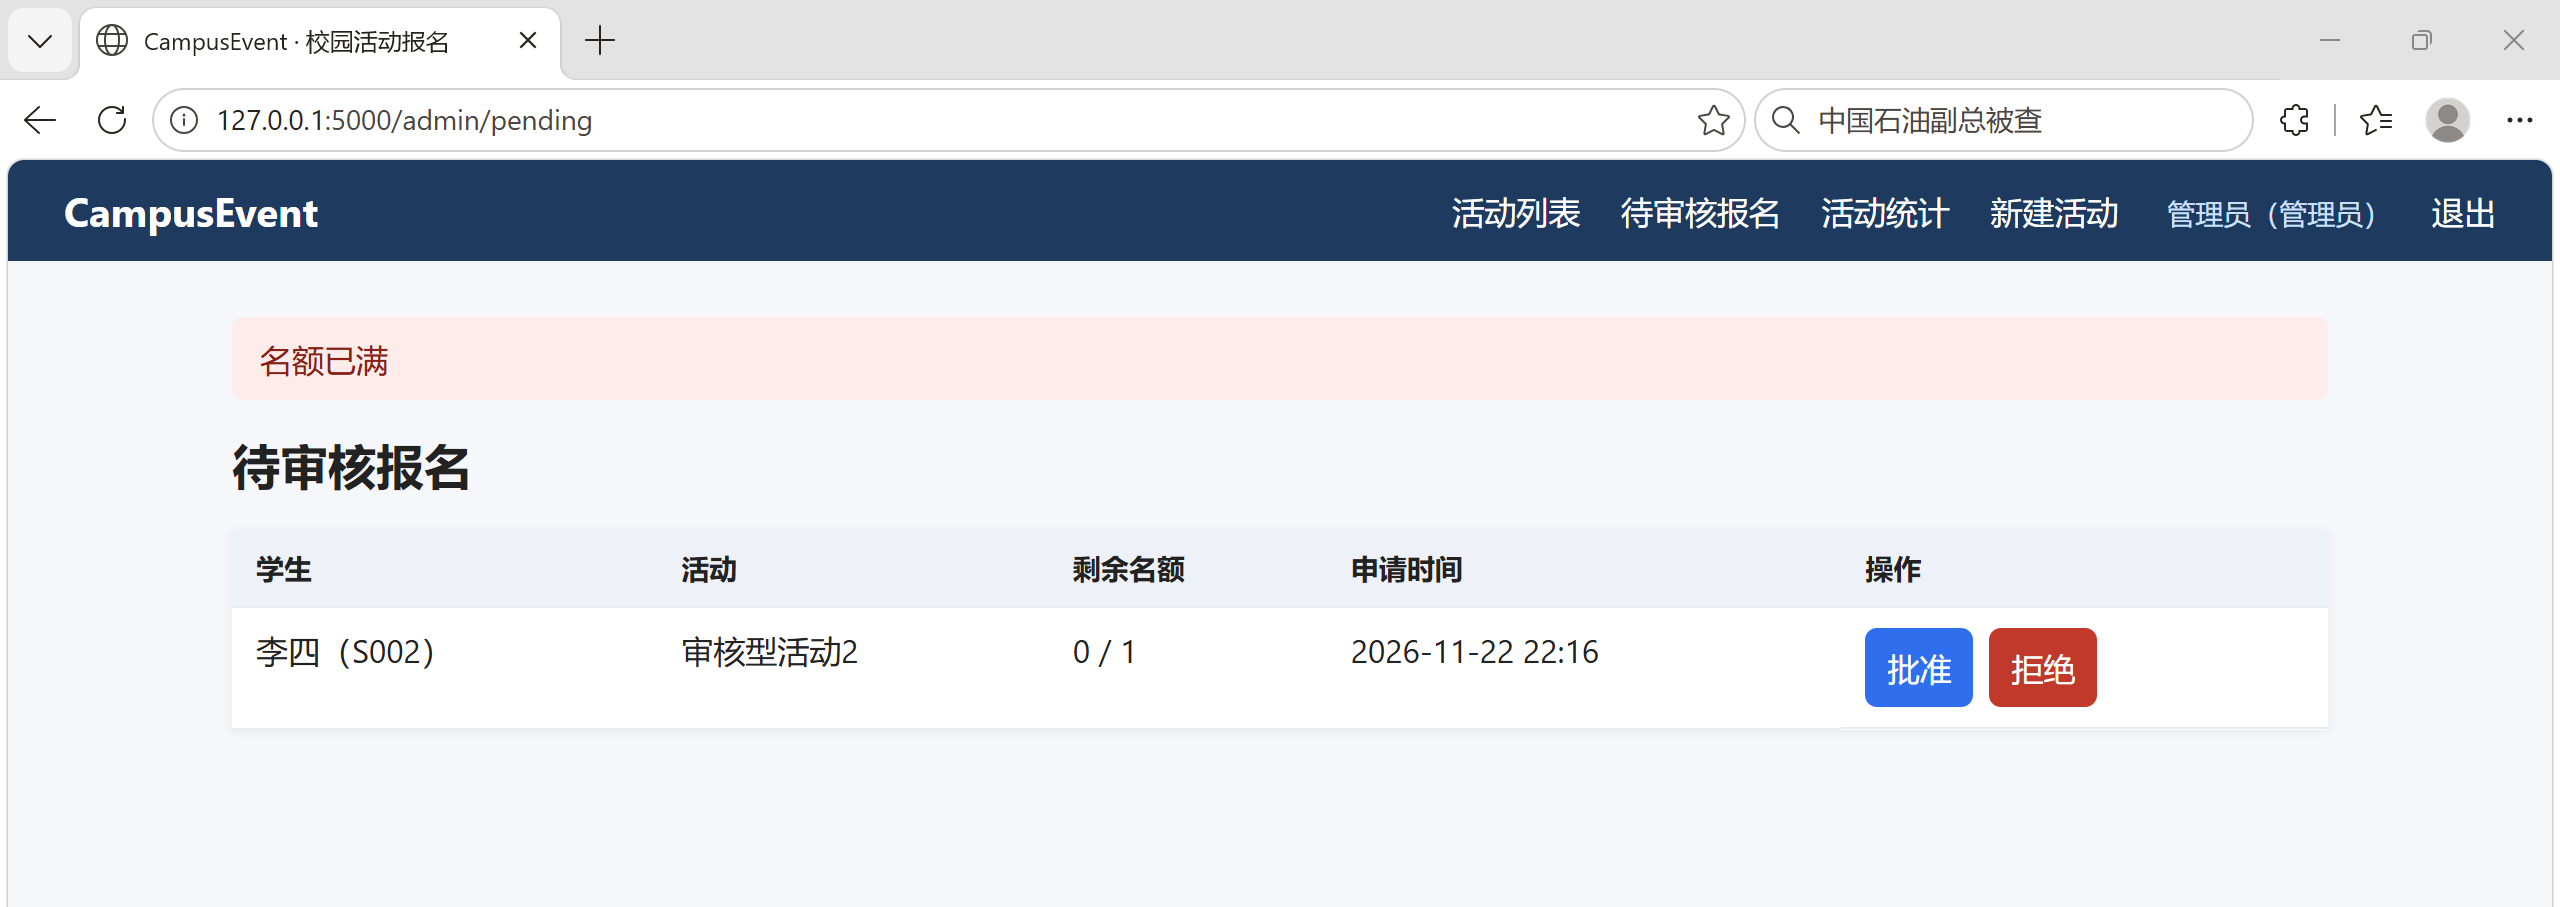 CampusEvent · 校园活动报名
127.0.0.1:5000/admin/pending
中国石油副总被查
CampusEvent 活动列表 待审核报名 活动统计 新建活动 管理员（管理员） 退出
名额已满
待审核报名
学生 活动 剩余名额 申请时间 操作
李四（S002） 审核型活动2 0 / 1 2026-11-22 22:16 批准 拒绝